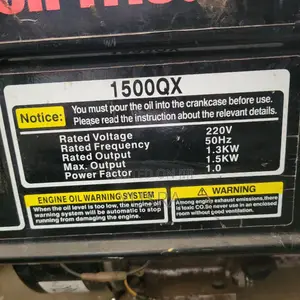 1500QX
Notice:
You must pour the oil into the crankcase before use.
Please read the instruction about the relevant details.
Rated Voltage 220V
Rated Frequency 50Hz
Rated Output 1.3KW
Max. Output 1.5KW
Power Factor 1.0
ENGINE OIL WARNING SYSTEM
When the oil level is too low, the engine oil
warning system will be automatic to stop
running from damaging the engine.
WARNING
Among engine exhaust emissions, there
is toxic CO.So never use in an enclosed
room without good ventilation.